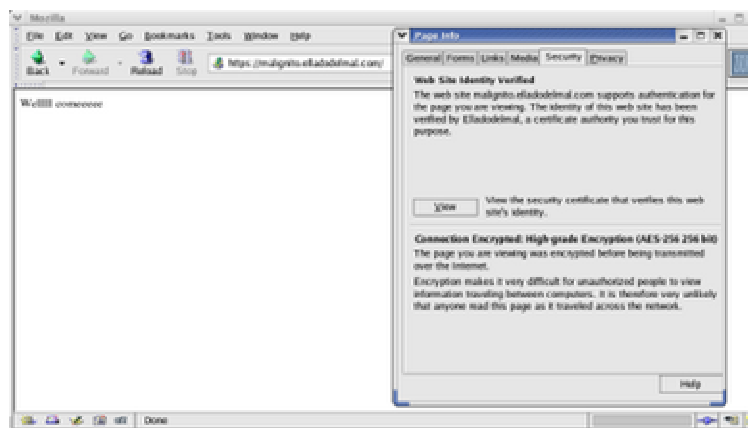 Mozilla
File Edit View Go Bookmarks Tools Window Help
Back Forward Reload Stop https://malignito.elladodelmal.com/
Wellllll comeeeee
Page Info
General Forms Links Media Security Privacy
Web Site Identity Verified
The web site malignito.elladodelmal.com supports authentication for
the page you are viewing. The identity of this web site has been
verified by Elladodelmal, a certificate authority you trust for this
purpose.
View
View the security certificate that verifies this web
site's identity.
Connection Encrypted: High-grade Encryption (AES-256 256 bit)
The page you are viewing was encrypted before being transmitted
over the Internet.
Encryption makes it very difficult for unauthorized people to view
information traveling between computers. It is therefore very unlikely
that anyone read this page as it traveled across the network.
Help
Done